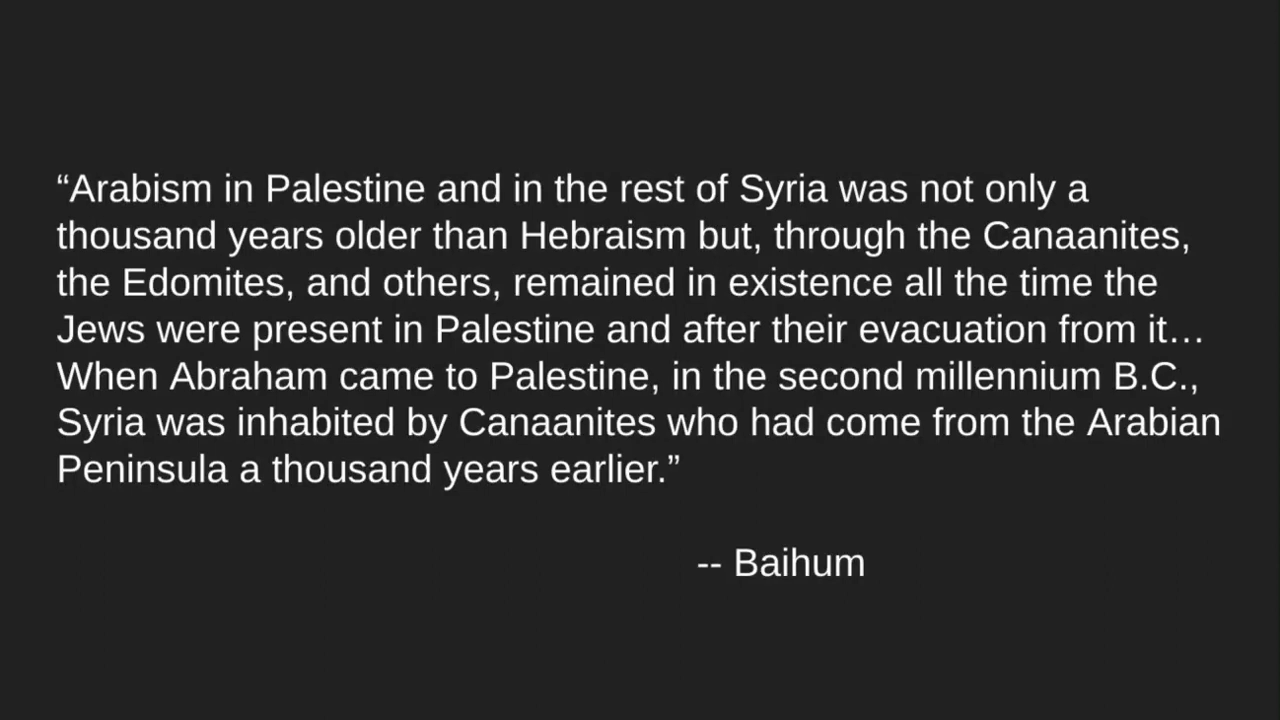 “Arabism in Palestine and in the rest of Syria was not only a
thousand years older than Hebraism but, through the Canaanites,
the Edomites, and others, remained in existence all the time the
Jews were present in Palestine and after their evacuation from it…
When Abraham came to Palestine, in the second millennium B.C.,
Syria was inhabited by Canaanites who had come from the Arabian
Peninsula a thousand years earlier.”
-- Baihum